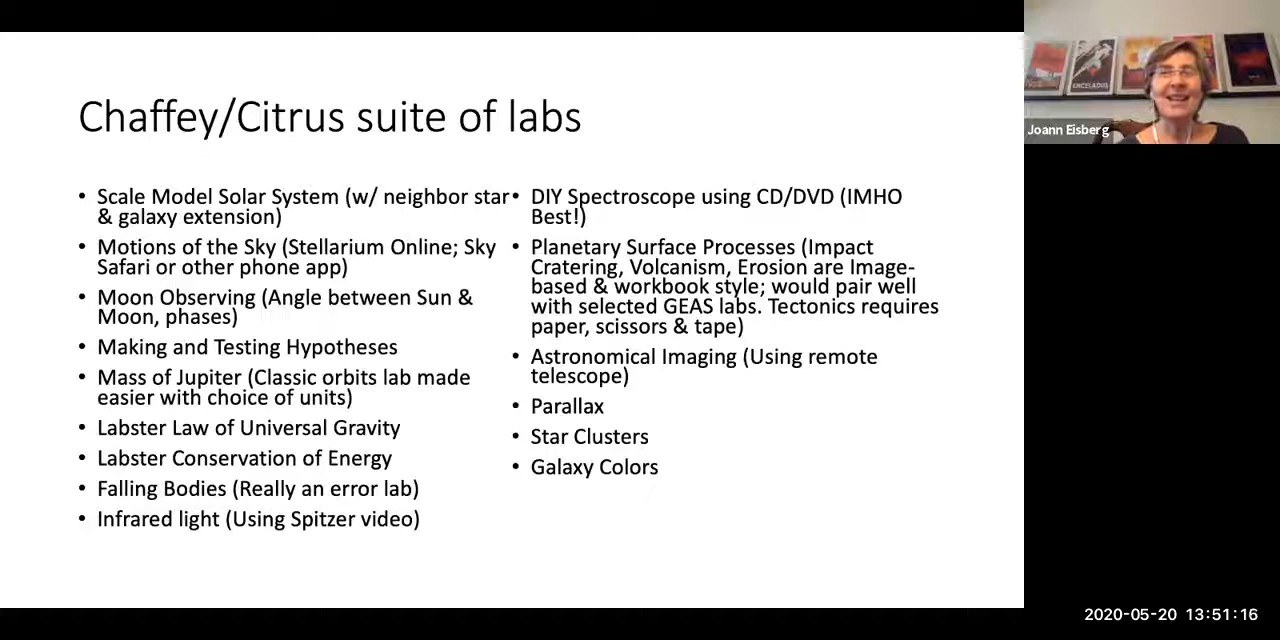 Chaffey/Citrus suite of labs
• Scale Model Solar System (w/ neighbor star
& galaxy extension)
• Motions of the Sky (Stellarium Online; Sky
Safari or other phone app)
• Moon Observing (Angle between Sun &
Moon, phases)
• Making and Testing Hypotheses
• Mass of Jupiter (Classic orbits lab made
easier with choice of units)
• Labster Law of Universal Gravity
• Labster Conservation of Energy
• Falling Bodies (Really an error lab)
• Infrared light (Using Spitzer video)
• DIY Spectroscope using CD/DVD (IMHO
Best!)
• Planetary Surface Processes (Impact
Cratering, Volcanism, Erosion are Image-
based & workbook style; would pair well
with selected GEAS labs. Tectonics requires
paper, scissors & tape)
• Astronomical Imaging (Using remote
telescope)
• Parallax
• Star Clusters
• Galaxy Colors
ENCELADUS
Joann Eisberg
2020-05-20 13:51:16